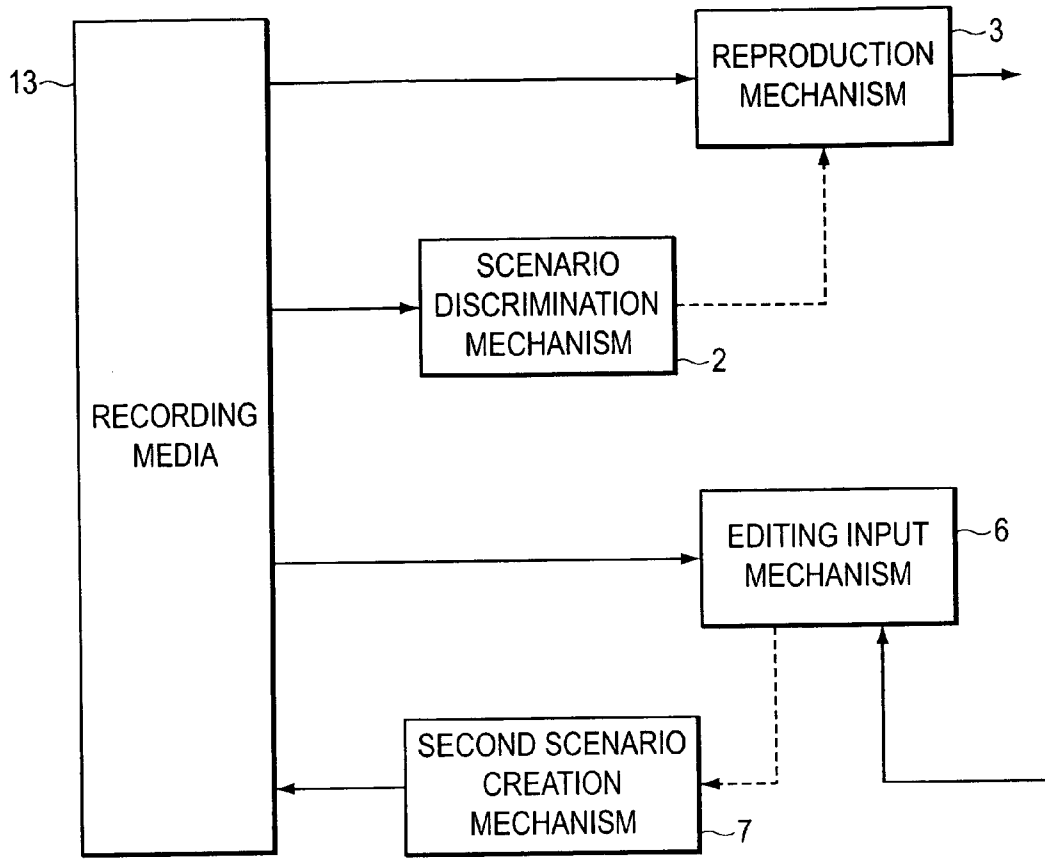 3
REPRODUCTION
MECHANISM
13
SCENARIO
DISCRIMINATION
MECHANISM
2
RECORDING
MEDIA
EDITING INPUT
MECHANISM
6
SECOND SCENARIO
CREATION
MECHANISM
7